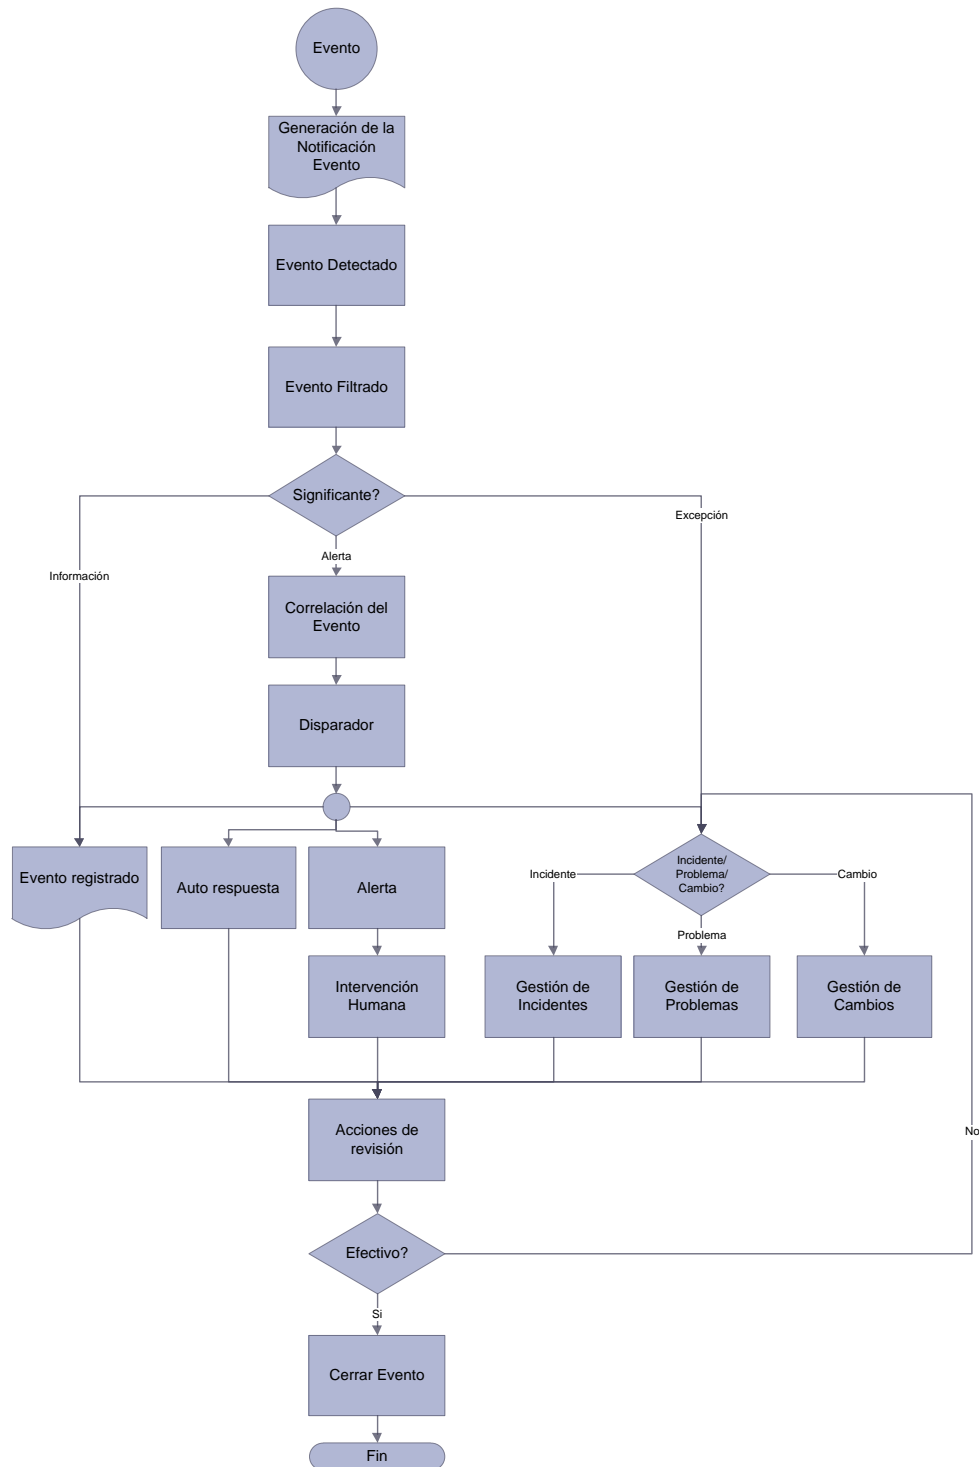 Evento
Generación de la
Notificación
Evento
Evento Detectado
Evento Filtrado
Significante?
Excepción
Alerta
Información
Correlación del
Evento
Disparador
Evento registrado
Auto respuesta
Alerta
Incidente/
Problema/
Cambio?
Incidente
Cambio
Problema
Intervención
Humana
Gestión de
Incidentes
Gestión de
Problemas
Gestión de
Cambios
Acciones de
revisión
No
Efectivo?
Si
Cerrar Evento
Fin